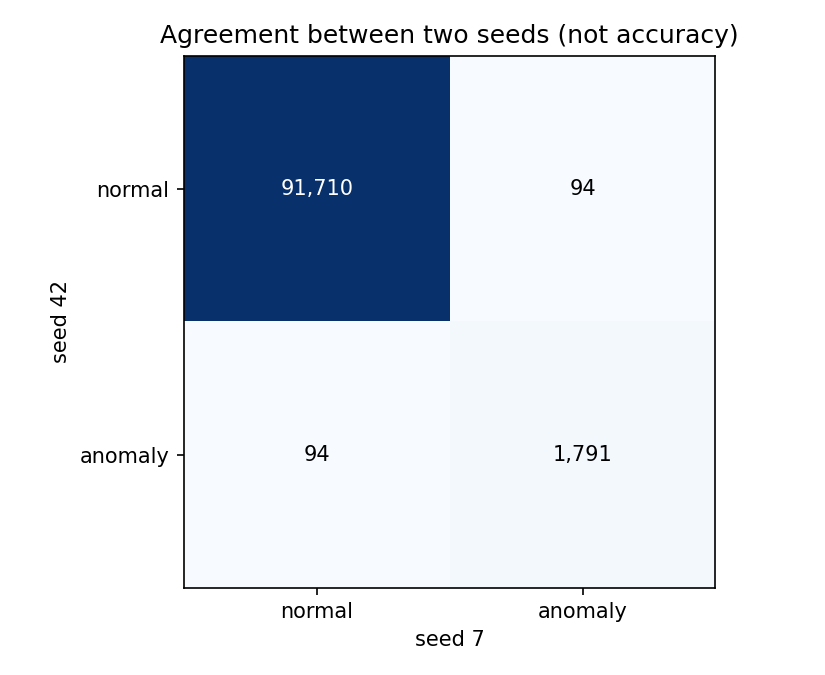 Agreement between two seeds (not accuracy)
normal
91,710
94
seed 42
anomaly
94
1,791
normal
anomaly
seed 7